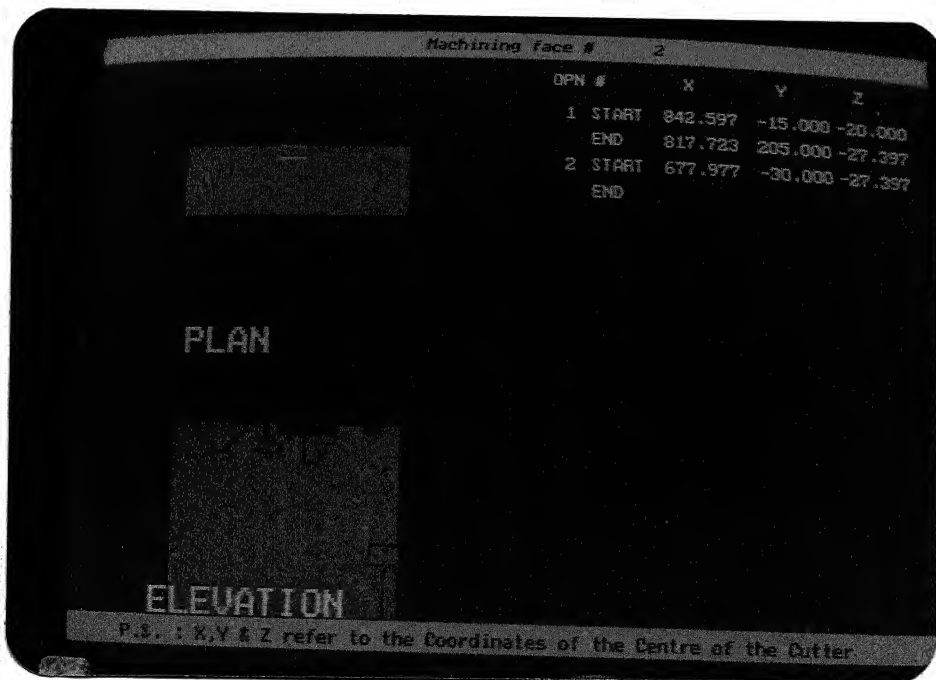 Machining face # 2
OPN # X Y Z
1 START 842.597 -15.000 -20.000
END 817.723 205.000 -27.397
2 START 677.977 -30.000 -27.397
END
PLAN
ELEVATION
P.S. : X,Y & Z refer to the Coordinates of the Centre of the Cutter